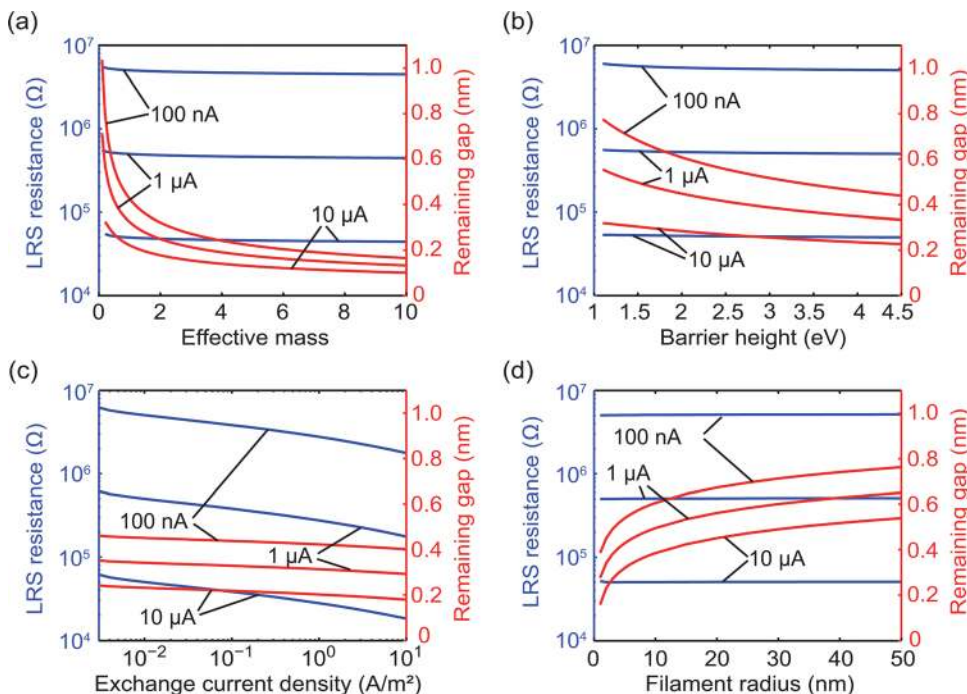 (a)
10⁷
10⁶
10⁵
10⁴
LRS resistance (Ω)
100 nA
1 µA
10 µA
1.0
0.8
0.6
0.4
0.2
0
Remaining gap (nm)
0 2 4 6 8 10
Effective mass
(b)
10⁷
10⁶
10⁵
10⁴
LRS resistance (Ω)
100 nA
1 µA
10 µA
1.0
0.8
0.6
0.4
0.2
0
Remaining gap (nm)
1 1.5 2 2.5 3 3.5 4 4.5
Barrier height (eV)
(c)
10⁷
10⁶
10⁵
10⁴
LRS resistance (Ω)
100 nA
1 µA
10 µA
1.0
0.8
0.6
0.4
0.2
0
Remaining gap (nm)
10⁻² 10⁻¹ 10⁰ 10¹
Exchange current density (A/m²)
(d)
10⁷
10⁶
10⁵
10⁴
LRS resistance (Ω)
100 nA
1 µA
10 µA
1.0
0.8
0.6
0.4
0.2
0
Remaining gap (nm)
0 10 20 30 40 50
Filament radius (nm)